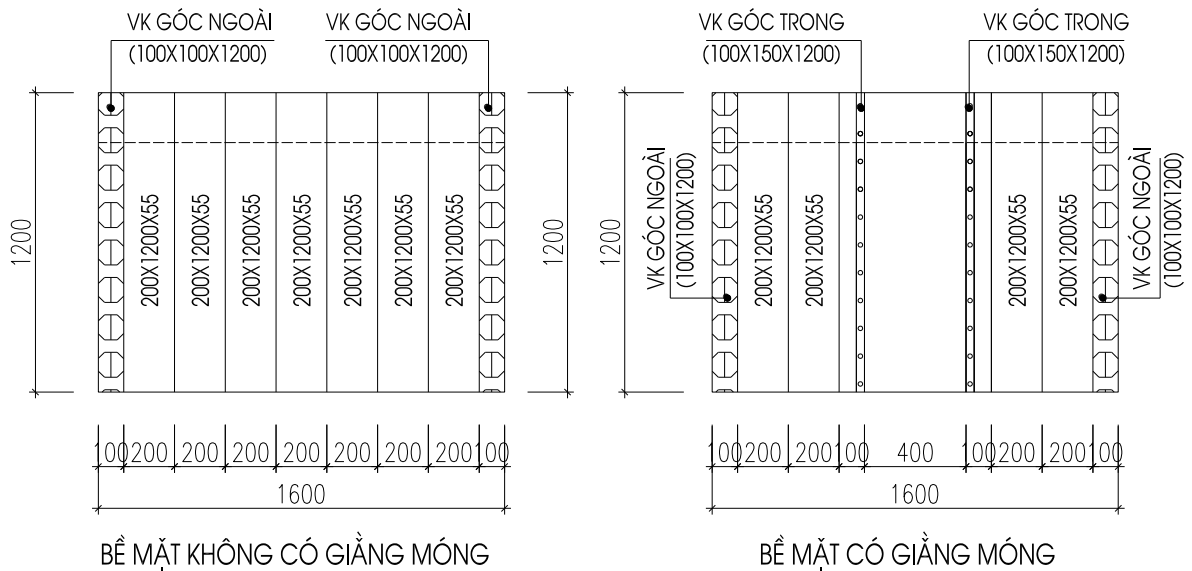 VK GÓC NGOÀI
(100X100X1200)
VK GÓC NGOÀI
(100X100X1200)
1200
200X1200X55
200X1200X55
200X1200X55
200X1200X55
200X1200X55
200X1200X55
200X1200X55
1200
100 200 200 200 200 200 200 200 100
1600
BỀ MẶT KHÔNG CÓ GIẰNG MÓNG
VK GÓC TRONG
(100X150X1200)
VK GÓC TRONG
(100X150X1200)
1200
VK GÓC NGOÀI
(100X100X1200)
200X1200X55
200X1200X55
200X1200X55
200X1200X55
VK GÓC NGOÀI
(100X100X1200)
100 200 200 100 400 100 200 200 100
1600
BỀ MẶT CÓ GIẰNG MÓNG